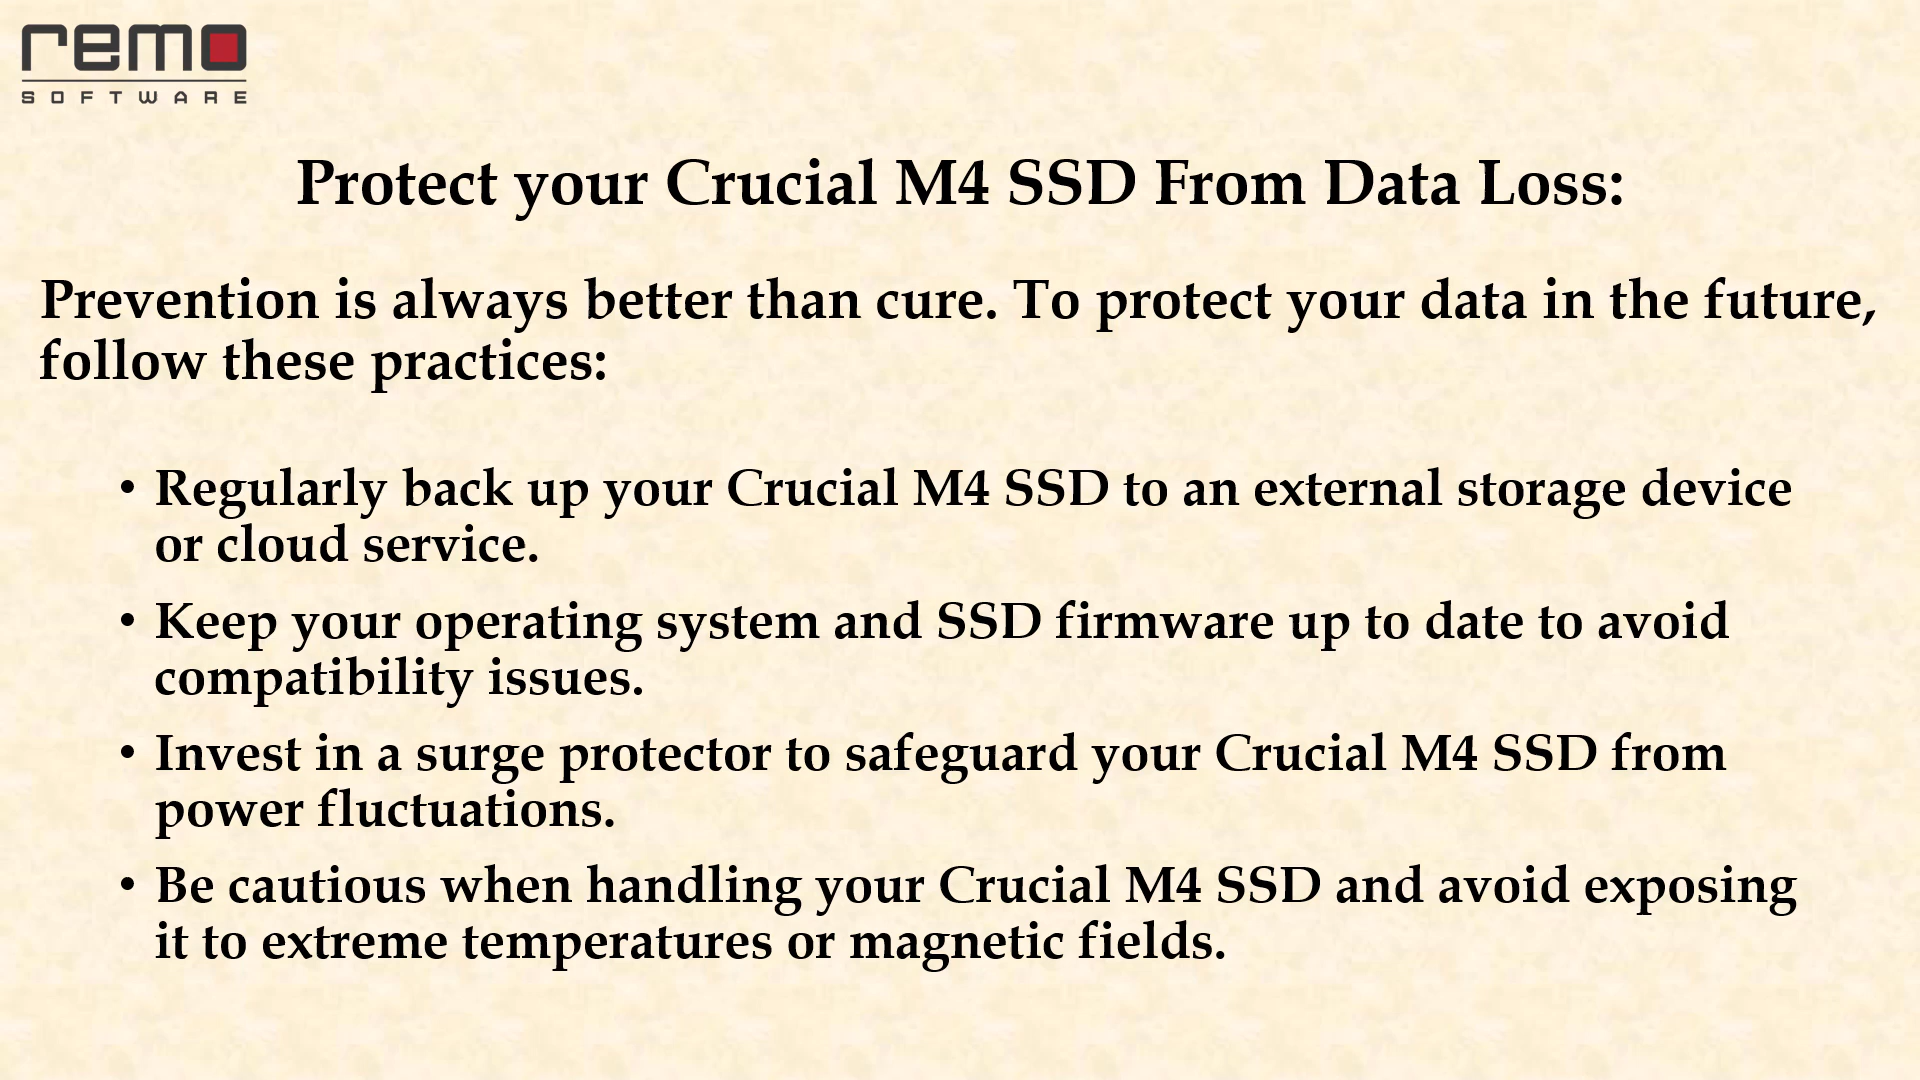 remo
SOFTWARE
Protect your Crucial M4 SSD From Data Loss:
Prevention is always better than cure. To protect your data in the future,
follow these practices:
• Regularly back up your Crucial M4 SSD to an external storage device
or cloud service.
• Keep your operating system and SSD firmware up to date to avoid
compatibility issues.
• Invest in a surge protector to safeguard your Crucial M4 SSD from
power fluctuations.
• Be cautious when handling your Crucial M4 SSD and avoid exposing
it to extreme temperatures or magnetic fields.